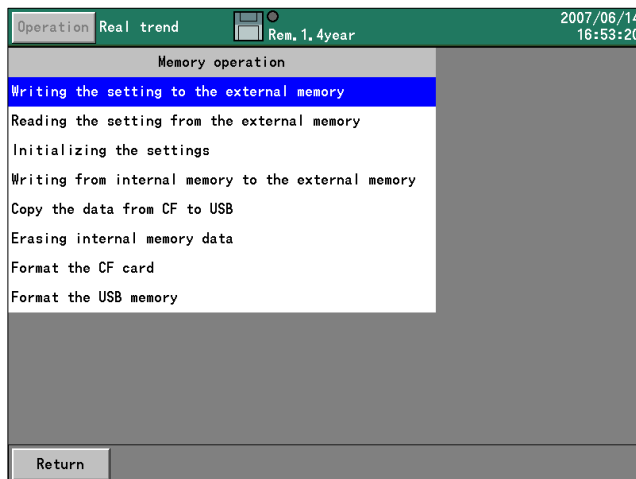 Operation Real trend Rem.1.4year 2007/06/14
16:53:20
Memory operation
Writing the setting to the external memory
Reading the setting from the external memory
Initializing the settings
Writing from internal memory to the external memory
Copy the data from CF to USB
Erasing internal memory data
Format the CF card
Format the USB memory
Return